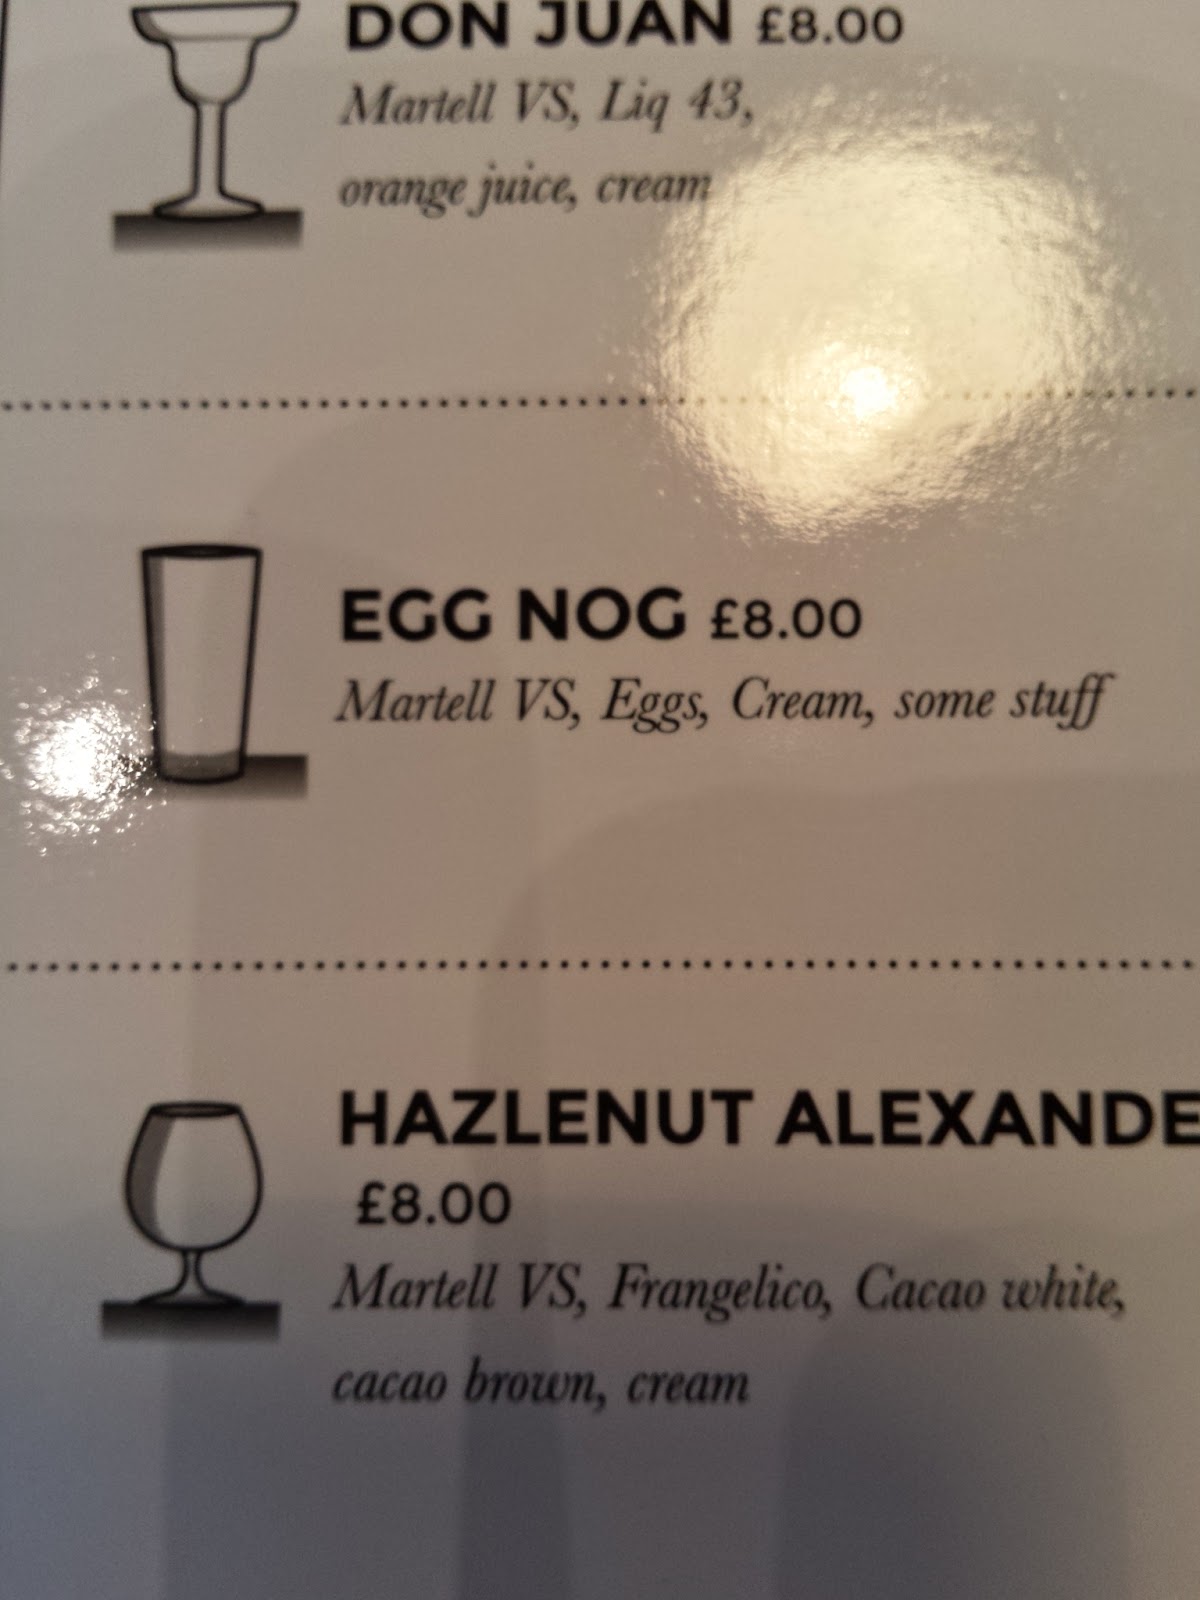 DON JUAN £8.00
Martell VS, Liq 43,
orange juice, cream
EGG NOG £8.00
Martell VS, Eggs, Cream, some stuff
HAZLENUT ALEXANDE
£8.00
Martell VS, Frangelico, Cacao white,
cacao brown, cream